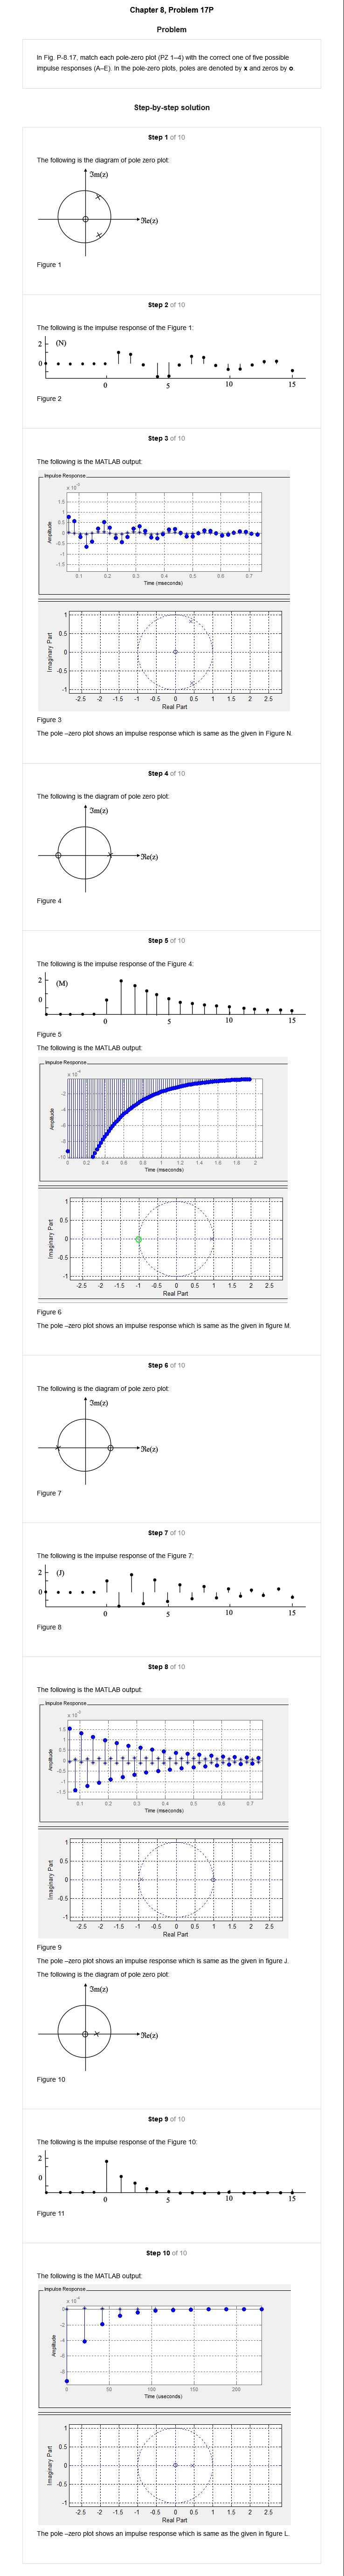 Chapter 8, Problem 17P
Problem
In Fig. P-8.17, match each pole-zero plot (PZ 1–4) with the correct one of five possible
impulse responses (A–E). In the pole-zero plots, poles are denoted by x and zeros by o.
Step-by-step solution
Step 1 of 10
The following is the diagram of pole zero plot:
ℑm(z)
ℜe(z)
Figure 1
Step 2 of 10
The following is the impulse response of the Figure 1:
2 (N)
0
0 5 10 15
Figure 2
Step 3 of 10
The following is the MATLAB output:
Impulse Response
1.5
1
0.5
0
-0.5
-1
-1.5
Amplitude
0.1 0.2 0.3 0.4 0.5 0.6 0.7
Time (mseconds)
1
0.5
0
-0.5
-1
Imaginary Part
-2.5 -2 -1.5 -1 -0.5 0 0.5 1 1.5 2 2.5
Real Part
Figure 3
The pole –zero plot shows an impulse response which is same as the given in Figure N.
Step 4 of 10
The following is the diagram of pole zero plot:
ℑm(z)
ℜe(z)
Figure 4
Step 5 of 10
The following is the impulse response of the Figure 4:
2 (M)
0
0 5 10 15
Figure 5
The following is the MATLAB output:
Impulse Response
-2
-4
-6
-8
-10
Amplitude
0 0.2 0.4 0.6 0.8 1 1.2 1.4 1.6 1.8 2
Time (mseconds)
1
0.5
0
-0.5
-1
Imaginary Part
-2.5 -2 -1.5 -1 -0.5 0 0.5 1 1.5 2 2.5
Real Part
Figure 6
The pole –zero plot shows an impulse response which is same as the given in figure M.
Step 6 of 10
The following is the diagram of pole zero plot:
ℑm(z)
ℜe(z)
Figure 7
Step 7 of 10
The following is the impulse response of the Figure 7:
2 (J)
0
0 5 10 15
Figure 8
Step 8 of 10
The following is the MATLAB output:
Impulse Response
1.5
1
0.5
0
-0.5
-1
-1.5
Amplitude
0.1 0.2 0.3 0.4 0.5 0.6 0.7
Time (mseconds)
1
0.5
0
-0.5
-1
Imaginary Part
-2.5 -2 -1.5 -1 -0.5 0 0.5 1 1.5 2 2.5
Real Part
Figure 9
The pole –zero plot shows an impulse response which is same as the given in figure J.
The following is the diagram of pole zero plot:
ℑm(z)
ℜe(z)
Figure 10
Step 9 of 10
The following is the impulse response of the Figure 10:
2
0
0 5 10 15
Figure 11
Step 10 of 10
The following is the MATLAB output:
Impulse Response
0
-2
-4
-6
-8
Amplitude
0 50 100 150 200
Time (useconds)
1
0.5
0
-0.5
-1
Imaginary Part
-2.5 -2 -1.5 -1 -0.5 0 0.5 1 1.5 2 2.5
Real Part
The pole –zero plot shows an impulse response which is same as the given in figure L.